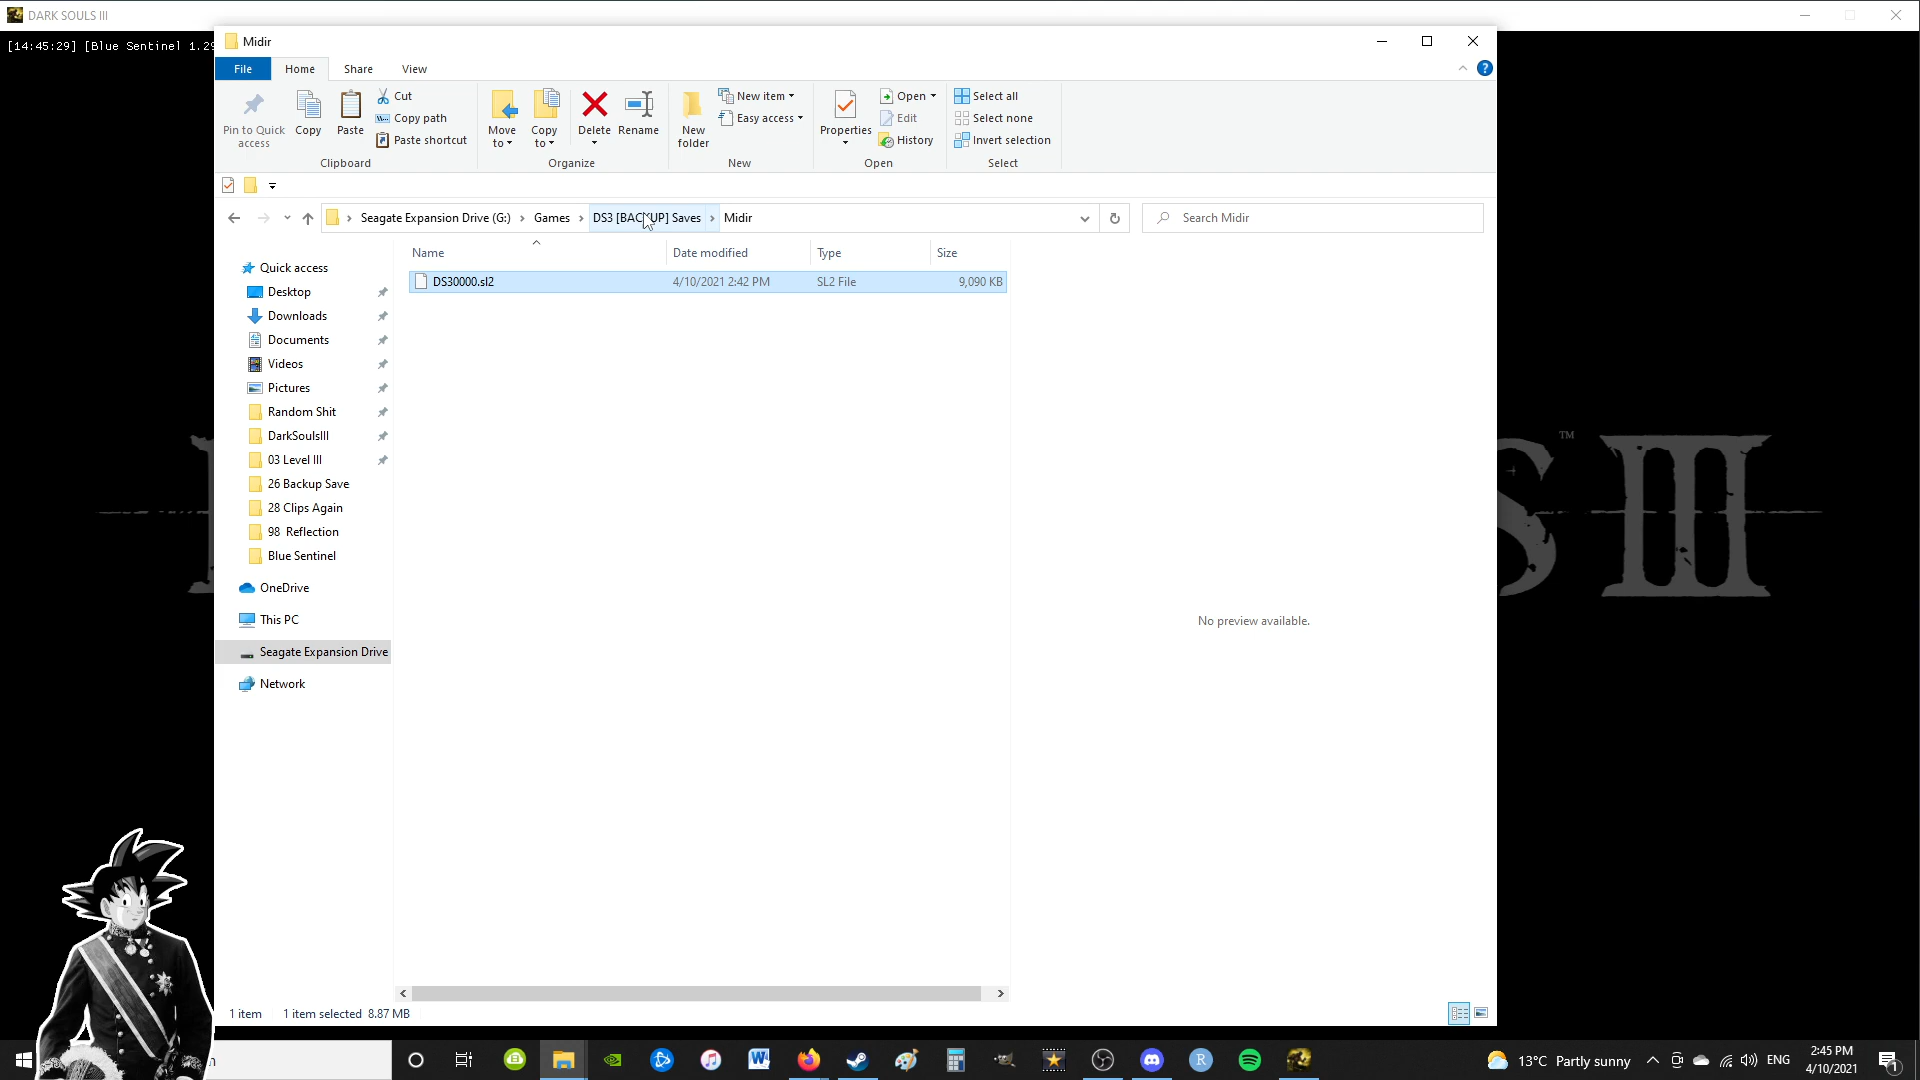 DARK SOULS III
[14:45:29] [Blue Sentinel 1.29
Midir
File Home Share View
Pin to Quick access
Copy
Paste
Cut
Copy path
Paste shortcut
Clipboard
Move to
Copy to
Delete
Rename
Organize
New folder
New item
Easy access
New
Properties
Open
Edit
History
Open
Select all
Select none
Invert selection
Select
Seagate Expansion Drive (G:) > Games > DS3 [BACKUP] Saves > Midir
Search Midir
Name Date modified Type Size
DS30000.sl2 4/10/2021 2:42 PM SL2 File 9,090 KB
Quick access
Desktop
Downloads
Documents
Videos
Pictures
Random Shit
DarkSoulsIII
03 Level III
26 Backup Save
28 Clips Again
98 Reflection
Blue Sentinel
OneDrive
This PC
Seagate Expansion Drive
Network
No preview available.
S III
TM
1 item 1 item selected 8.87 MB
13°C Partly sunny
ENG
2:45 PM
4/10/2021
1